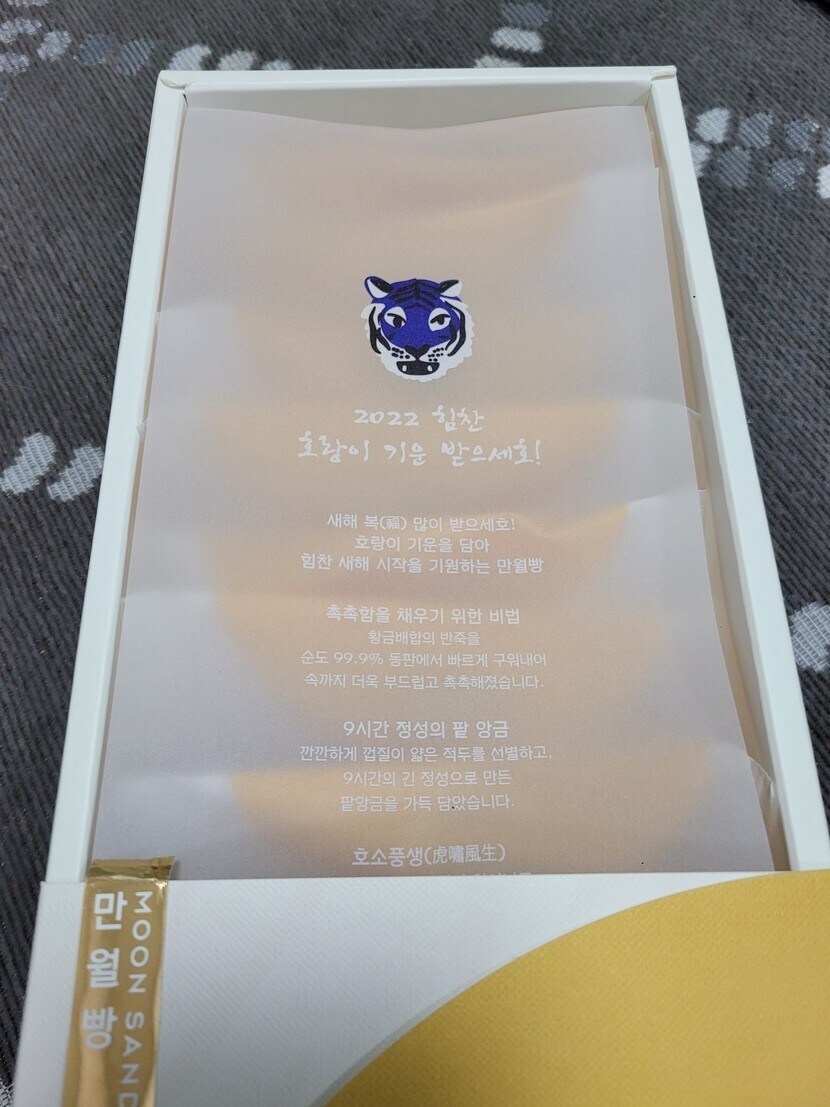 2022 힘찬
호랑이 기운 받으세호!
새해 복(福) 많이 받으세호!
호랑이 기운을 담아
힘찬 새해 시작을 기원하는 만월빵
촉촉함을 채우기 위한 비법
황금배합의 반죽을
순도 99.9% 동판에서 빠르게 구워내어
속까지 더욱 부드럽고 촉촉해졌습니다.
9시간 정성의 팥 앙금
깐깐하게 껍질이 얇은 적두를 선별하고,
9시간의 긴 정성으로 만든
팥앙금을 가득 담았습니다.
호소풍생(虎嘯風生)
만월빵
MOON SAND